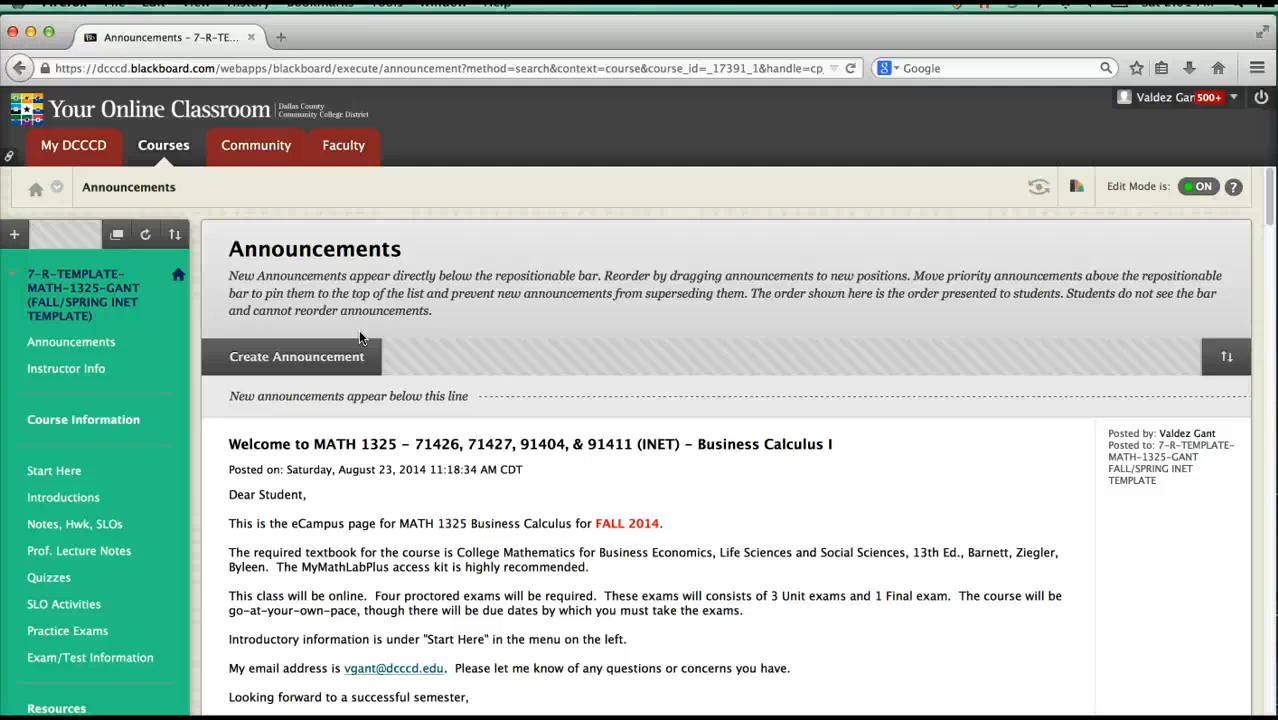 Announcements - 7-R-TE...
https://dcccd.blackboard.com/webapps/blackboard/execute/announcement?method=search&context=course&course_id=_17391_1&handle=cp_
Google
Your Online Classroom
Dallas County
Community College District
Valdez Gan 500+
My DCCCD
Courses
Community
Faculty
Announcements
Edit Mode is:
ON
?
7-R-TEMPLATE-
MATH-1325-GANT
(FALL/SPRING INET
TEMPLATE)
Announcements
Instructor Info
Course Information
Start Here
Introductions
Notes, Hwk, SLOs
Prof. Lecture Notes
Quizzes
SLO Activities
Practice Exams
Exam/Test Information
Resources
Announcements
New Announcements appear directly below the repositionable bar. Reorder by dragging announcements to new positions. Move priority announcements above the repositionable
bar to pin them to the top of the list and prevent new announcements from superseding them. The order shown here is the order presented to students. Students do not see the bar
and cannot reorder announcements.
Create Announcement
New announcements appear below this line
Welcome to MATH 1325 - 71426, 71427, 91404, & 91411 (INET) - Business Calculus I
Posted on: Saturday, August 23, 2014 11:18:34 AM CDT
Dear Student,
This is the eCampus page for MATH 1325 Business Calculus for FALL 2014.
The required textbook for the course is College Mathematics for Business Economics, Life Sciences and Social Sciences, 13th Ed., Barnett, Ziegler,
Byleen. The MyMathLabPlus access kit is highly recommended.
This class will be online. Four proctored exams will be required. These exams will consists of 3 Unit exams and 1 Final exam. The course will be
go-at-your-own-pace, though there will be due dates by which you must take the exams.
Introductory information is under "Start Here" in the menu on the left.
My email address is vgant@dcccd.edu. Please let me know of any questions or concerns you have.
Looking forward to a successful semester,
Posted by: Valdez Gant
Posted to: 7-R-TEMPLATE-
MATH-1325-GANT
FALL/SPRING INET
TEMPLATE